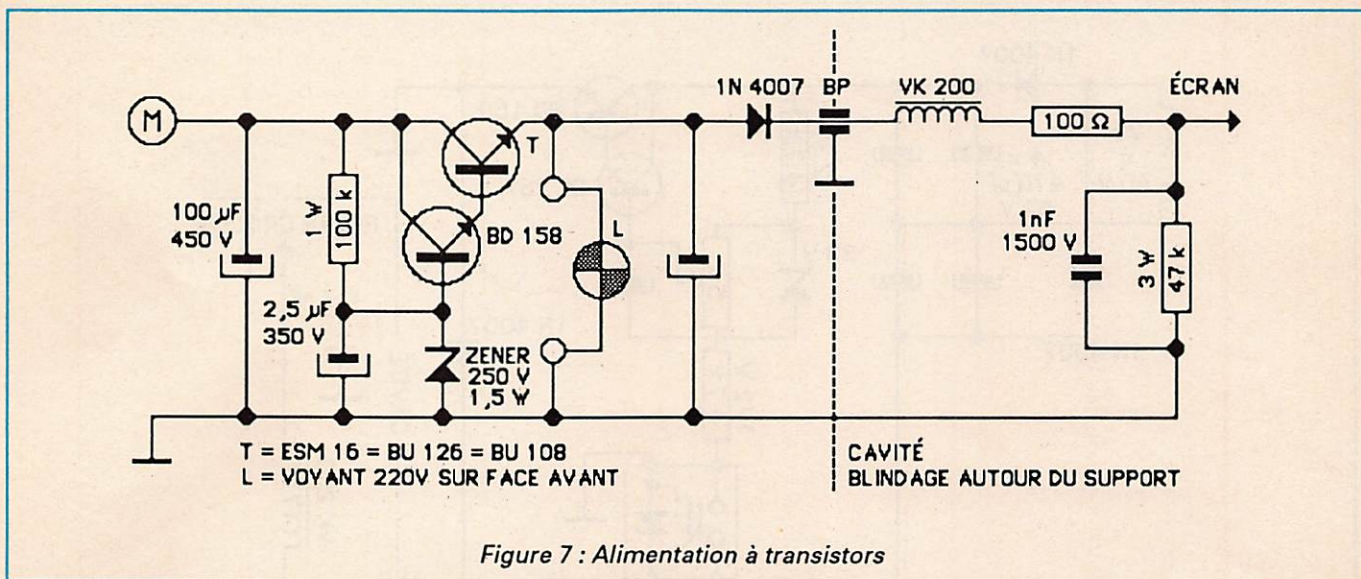 1N 4007
BP
VK 200
ÉCRAN
M
T
100 Ω
100 µF
450 V
1 W
100 k
BD 158
L
1nF
1500 V
3 W
47 k
2,5 µF
350 V
ZENER
250 V
1,5 W
T = ESM 16 = BU 126 = BU 108
L = VOYANT 220V SUR FACE AVANT
CAVITÉ
BLINDAGE AUTOUR DU SUPPORT
Figure 7 : Alimentation à transistors